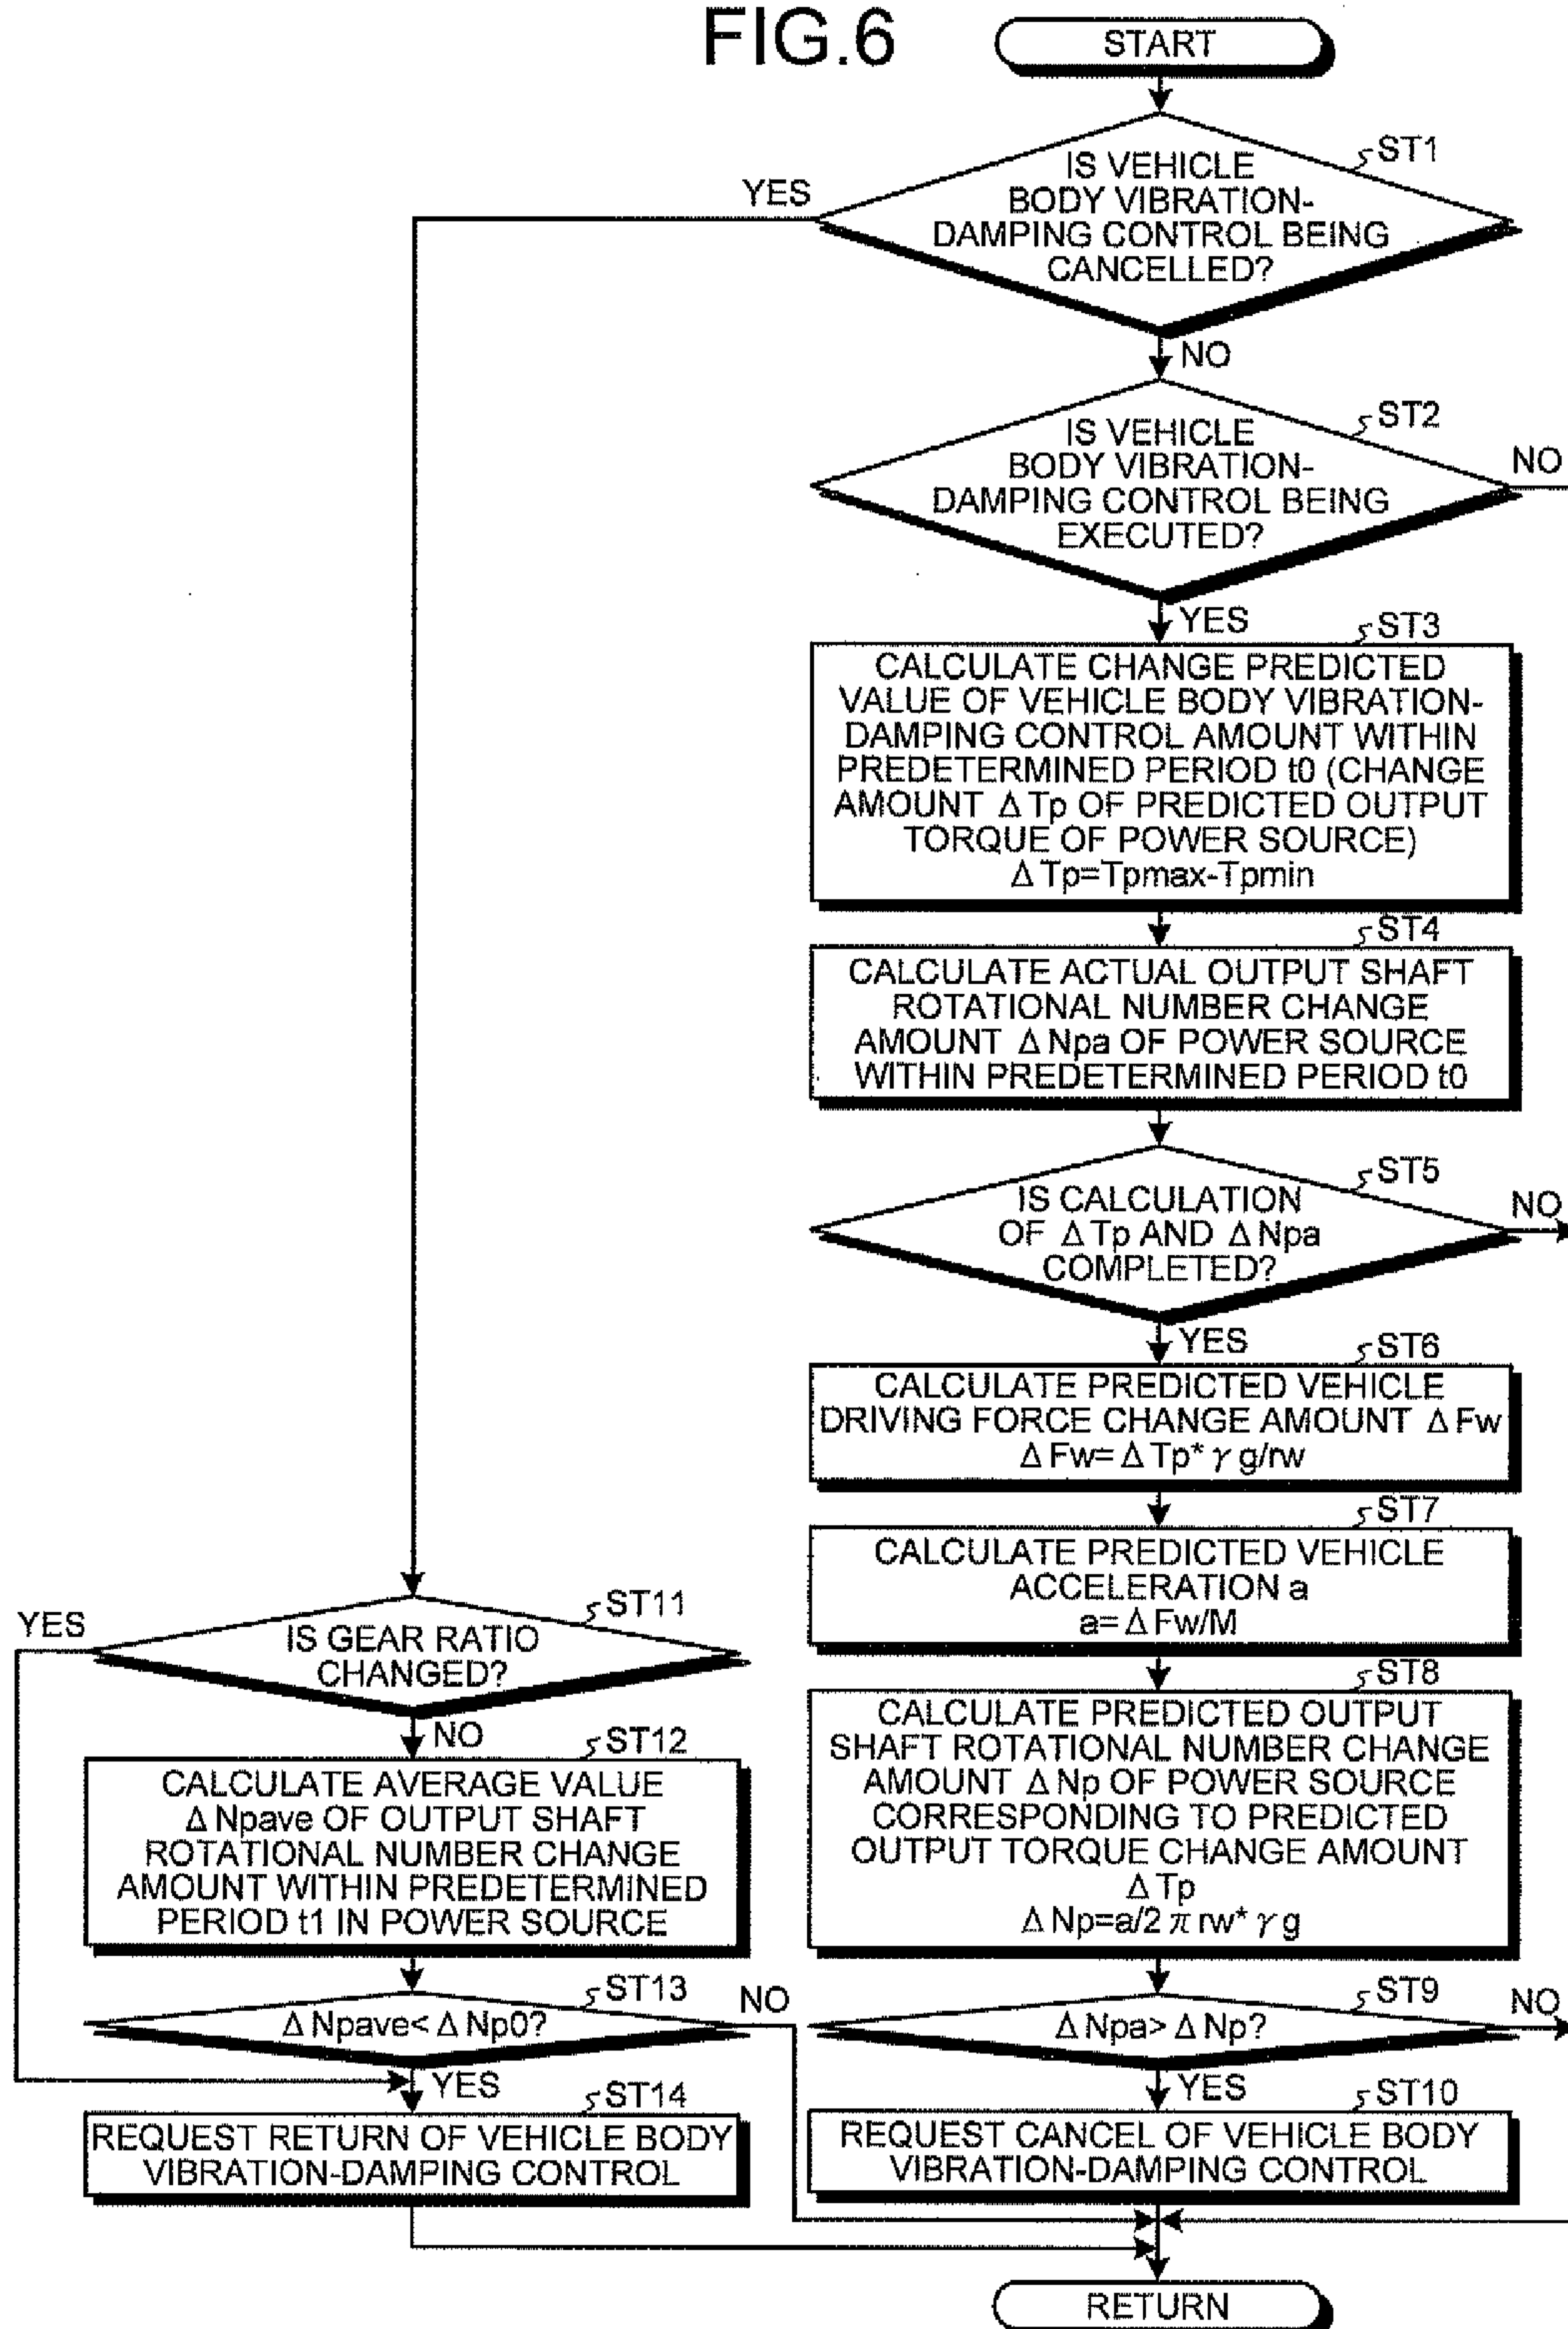 FIG.6
START
ST1
IS VEHICLE
BODY VIBRATION-
DAMPING CONTROL BEING
CANCELLED?
YES
NO
ST2
IS VEHICLE
BODY VIBRATION-
DAMPING CONTROL BEING
EXECUTED?
NO
YES
ST3
CALCULATE CHANGE PREDICTED
VALUE OF VEHICLE BODY VIBRATION-
DAMPING CONTROL AMOUNT WITHIN
PREDETERMINED PERIOD t0 (CHANGE
AMOUNT ΔTp OF PREDICTED OUTPUT
TORQUE OF POWER SOURCE)
ΔTp=Tpmax-Tpmin
ST4
CALCULATE ACTUAL OUTPUT SHAFT
ROTATIONAL NUMBER CHANGE
AMOUNT ΔNpa OF POWER SOURCE
WITHIN PREDETERMINED PERIOD t0
ST5
IS CALCULATION
OF ΔTp AND ΔNpa
COMPLETED?
NO
YES
ST6
CALCULATE PREDICTED VEHICLE
DRIVING FORCE CHANGE AMOUNT ΔFw
ΔFw=ΔTp*γg/rw
ST7
CALCULATE PREDICTED VEHICLE
ACCELERATION a
a=ΔFw/M
ST8
CALCULATE PREDICTED OUTPUT
SHAFT ROTATIONAL NUMBER CHANGE
AMOUNT ΔNp OF POWER SOURCE
CORRESPONDING TO PREDICTED
OUTPUT TORQUE CHANGE AMOUNT
ΔTp
ΔNp=a/2πrw*γg
ST9
ΔNpa>ΔNp?
NO
YES
ST10
REQUEST CANCEL OF VEHICLE BODY
VIBRATION-DAMPING CONTROL
ST11
YES
IS GEAR RATIO
CHANGED?
NO
ST12
CALCULATE AVERAGE VALUE
ΔNpave OF OUTPUT SHAFT
ROTATIONAL NUMBER CHANGE
AMOUNT WITHIN PREDETERMINED
PERIOD t1 IN POWER SOURCE
ST13
ΔNpave<ΔNp0?
NO
YES
ST14
REQUEST RETURN OF VEHICLE BODY
VIBRATION-DAMPING CONTROL
RETURN